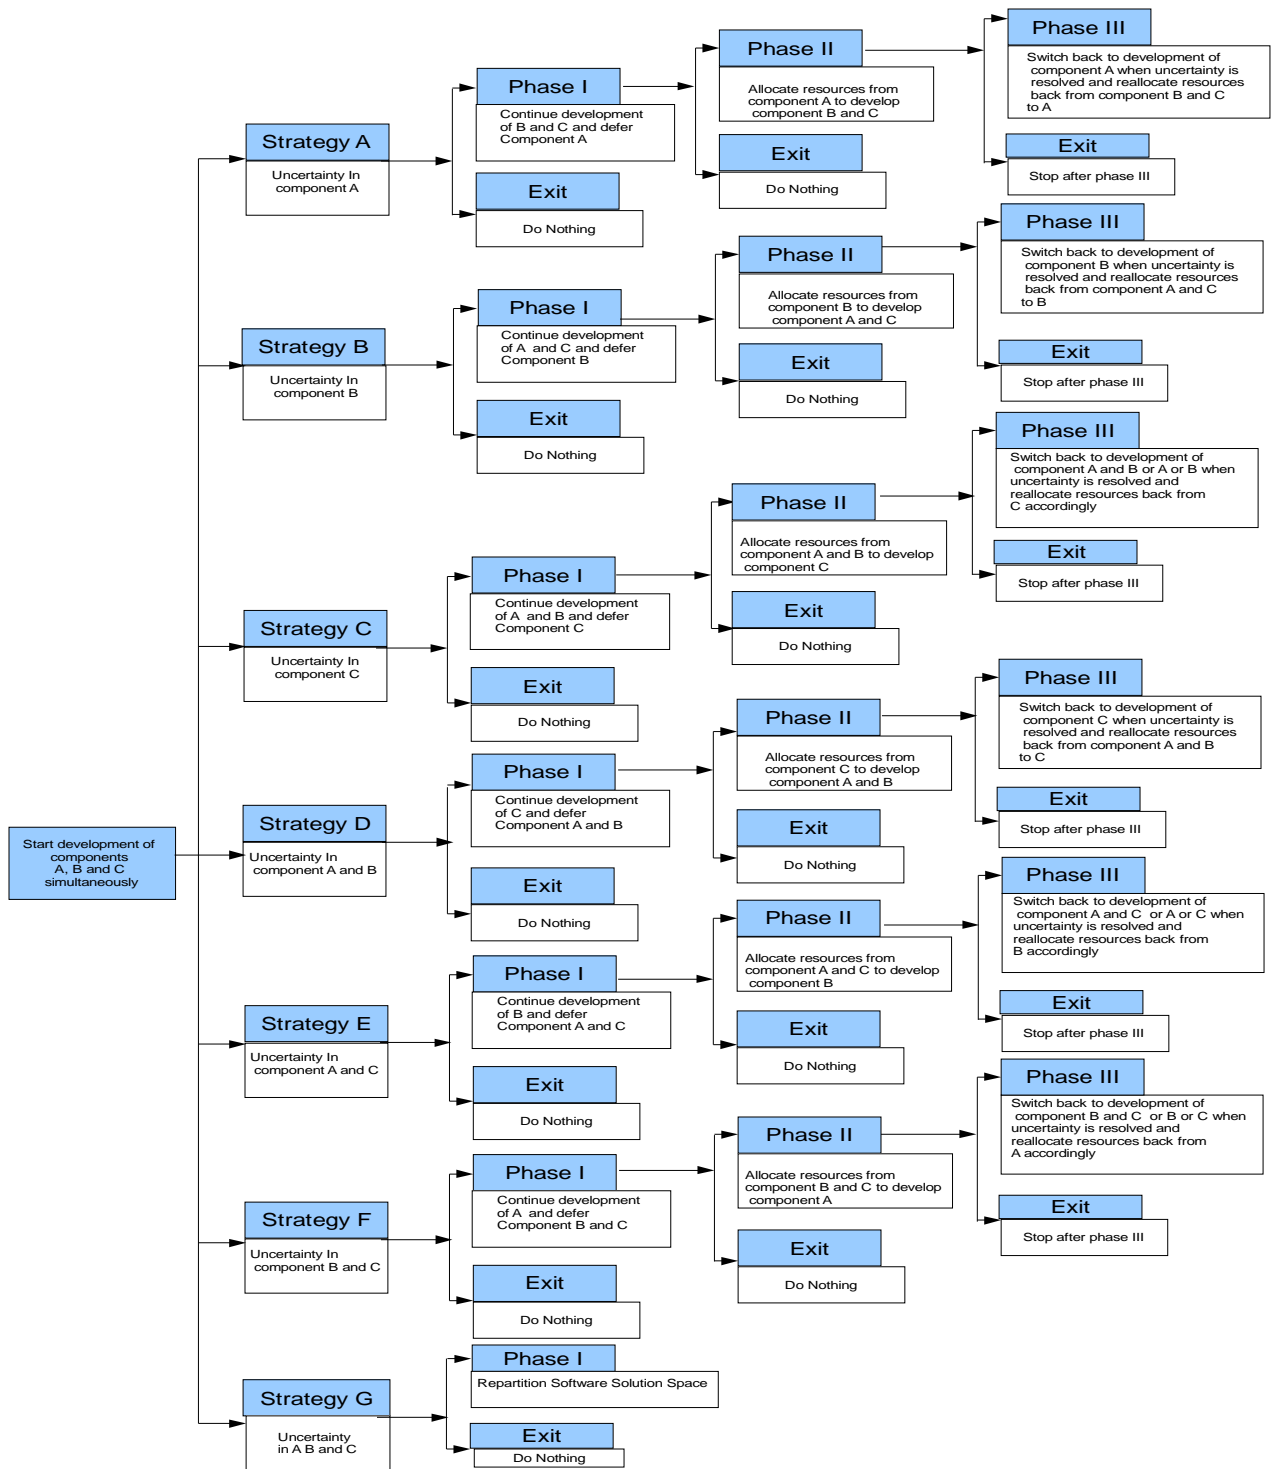 Start development of
components
A, B and C
simultaneously
Strategy A
Uncertainty In
component A
Phase I
Continue development
of B and C and defer
Component A
Exit
Do Nothing
Phase II
Allocate resources from
component A to develop
component B and C
Exit
Do Nothing
Phase III
Switch back to development of
component A when uncertainty is
resolved and reallocate resources
back from component B and C
to A
Exit
Stop after phase III
Strategy B
Uncertainty In
component B
Phase I
Continue development
of A and C and defer
Component B
Exit
Do Nothing
Phase II
Allocate resources from
component B to develop
component A and C
Exit
Do Nothing
Phase III
Switch back to development of
component B when uncertainty is
resolved and reallocate resources
back from component A and C
to B
Exit
Stop after phase III
Strategy C
Uncertainty In
component C
Phase I
Continue development
of A and B and defer
Component C
Exit
Do Nothing
Phase II
Allocate resources from
component A and B to develop
component C
Exit
Do Nothing
Phase III
Switch back to development of
component A and B or A or B when
uncertainty is resolved and
reallocate resources back from
C accordingly
Exit
Stop after phase III
Strategy D
Uncertainty In
component A and B
Phase I
Continue development
of C and defer
Component A and B
Exit
Do Nothing
Phase II
Allocate resources from
component C to develop
component A and B
Exit
Do Nothing
Phase III
Switch back to development of
component C when uncertainty is
resolved and reallocate resources
back from component A and B
to C
Exit
Stop after phase III
Strategy E
Uncertainty In
component A and C
Phase I
Continue development
of B and defer
Component A and C
Exit
Do Nothing
Phase II
Allocate resources from
component A and C to develop
component B
Exit
Do Nothing
Phase III
Switch back to development of
component A and C or A or C when
uncertainty is resolved and
reallocate resources back from
B accordingly
Exit
Stop after phase III
Strategy F
Uncertainty In
component B and C
Phase I
Continue development
of A and defer
Component B and C
Exit
Do Nothing
Phase II
Allocate resources from
component B and C to develop
component A
Exit
Do Nothing
Phase III
Switch back to development of
component B and C or B or C when
uncertainty is resolved and
reallocate resources back from
A accordingly
Exit
Stop after phase III
Strategy G
Uncertainty
in A B and C
Phase I
Repartition Software Solution Space
Exit
Do Nothing